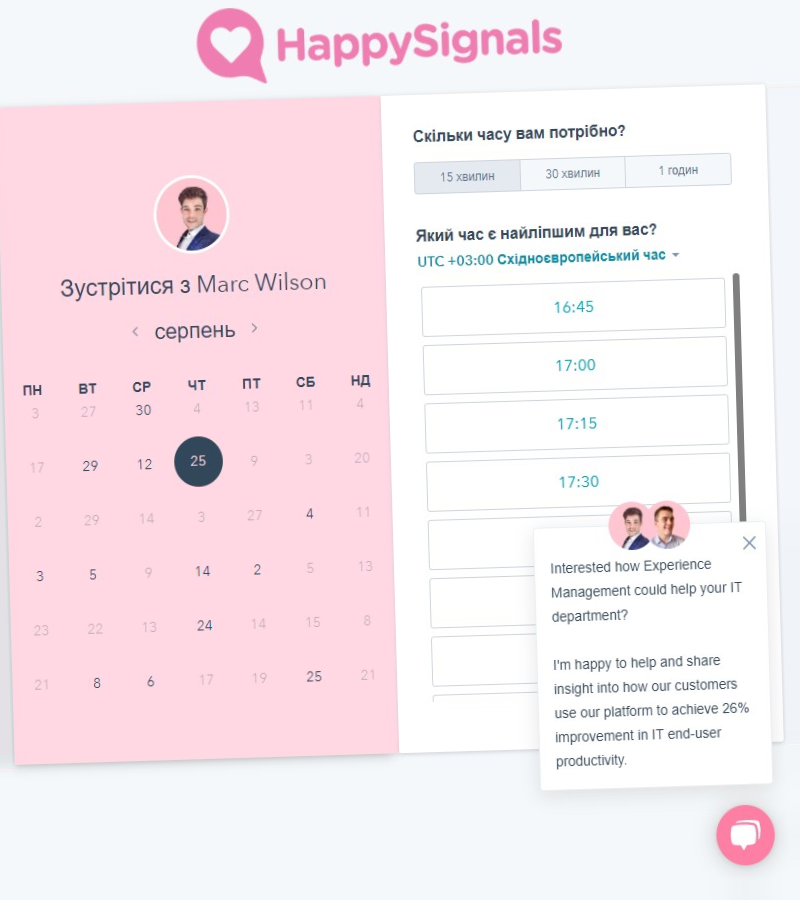 HappySignals
Зустрітися з Marc Wilson
серпень
ПН ВТ СР ЧТ ПТ СБ НД
3 27 30 4 13 11 4
17 29 12 25 9 3 20
2 29 14 3 27 4 11
3 5 9 14 2 5 13
23 22 13 24 14 15 8
21 8 6 17 19 25 21
Скільки часу вам потрібно?
15 хвилин 30 хвилин 1 годин
Який час є найліпшим для вас?
UTC +03:00 Східноєвропейський час
16:45
17:00
17:15
17:30
Interested how Experience
Management could help your IT
department?
I'm happy to help and share
insight into how our customers
use our platform to achieve 26%
improvement in IT end-user
productivity.